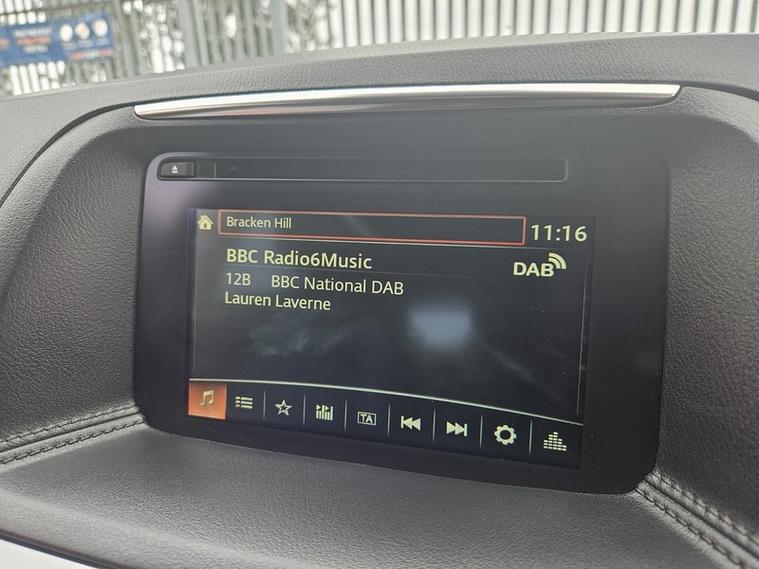 Bracken Hill
11:16
BBC Radio6Music
DAB
12B BBC National DAB
Lauren Laverne
TA